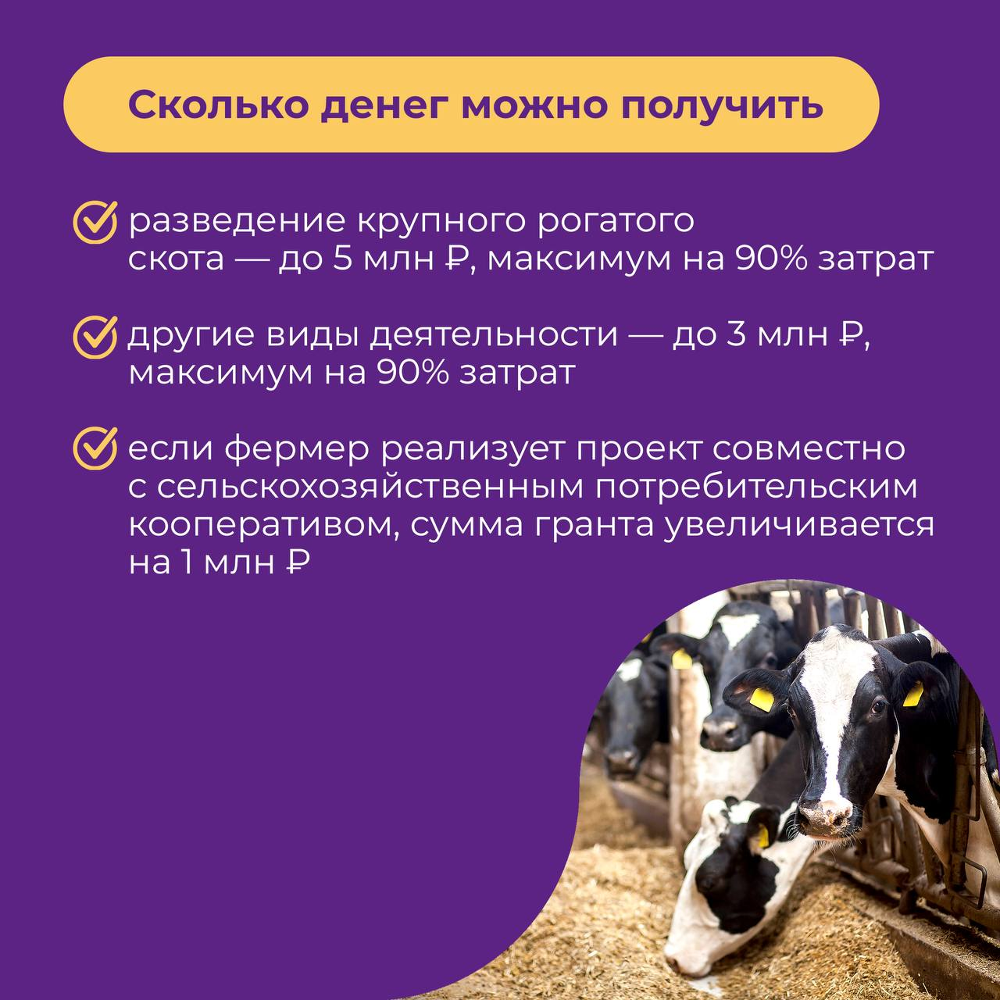 Сколько денег можно получить
разведение крупного рогатого
скота — до 5 млн ₽, максимум на 90% затрат
другие виды деятельности — до 3 млн ₽,
максимум на 90% затрат
если фермер реализует проект совместно
с сельскохозяйственным потребительским
кооперативом, сумма гранта увеличивается
на 1 млн ₽